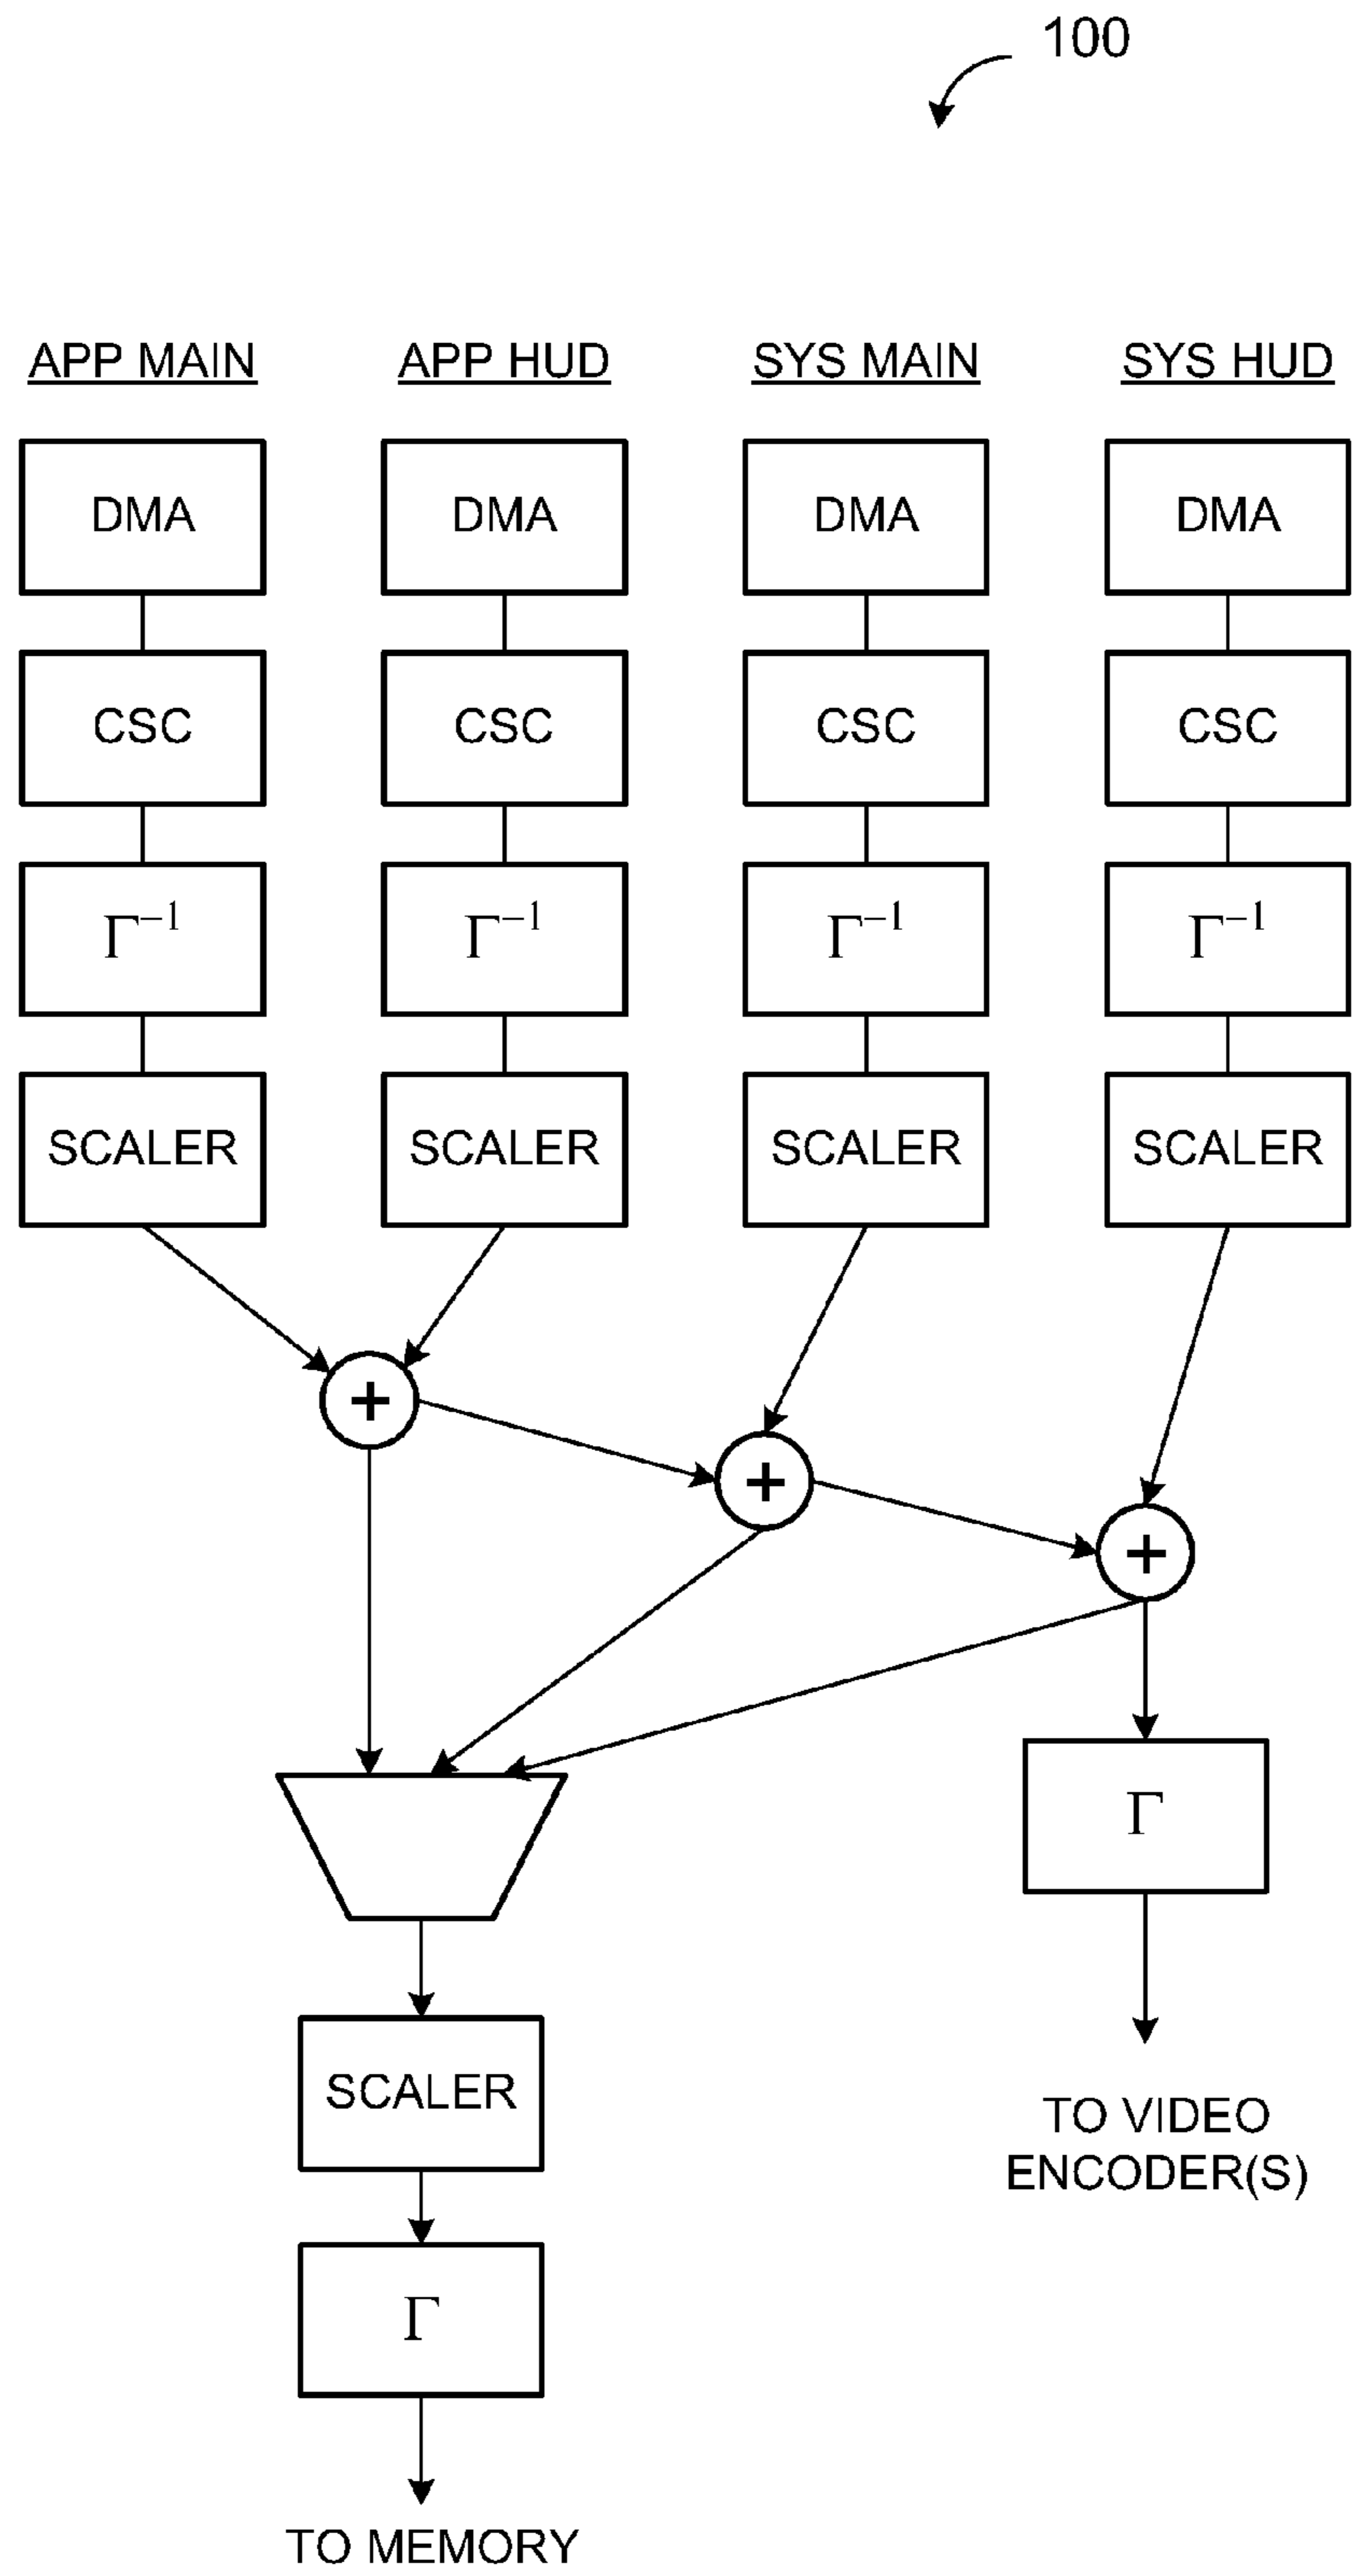 100
APP MAIN APP HUD SYS MAIN SYS HUD
DMA DMA DMA DMA
CSC CSC CSC CSC
Γ⁻¹ Γ⁻¹ Γ⁻¹ Γ⁻¹
SCALER SCALER SCALER SCALER
+
+
+
Γ
SCALER
TO VIDEO
ENCODER(S)
Γ
TO MEMORY